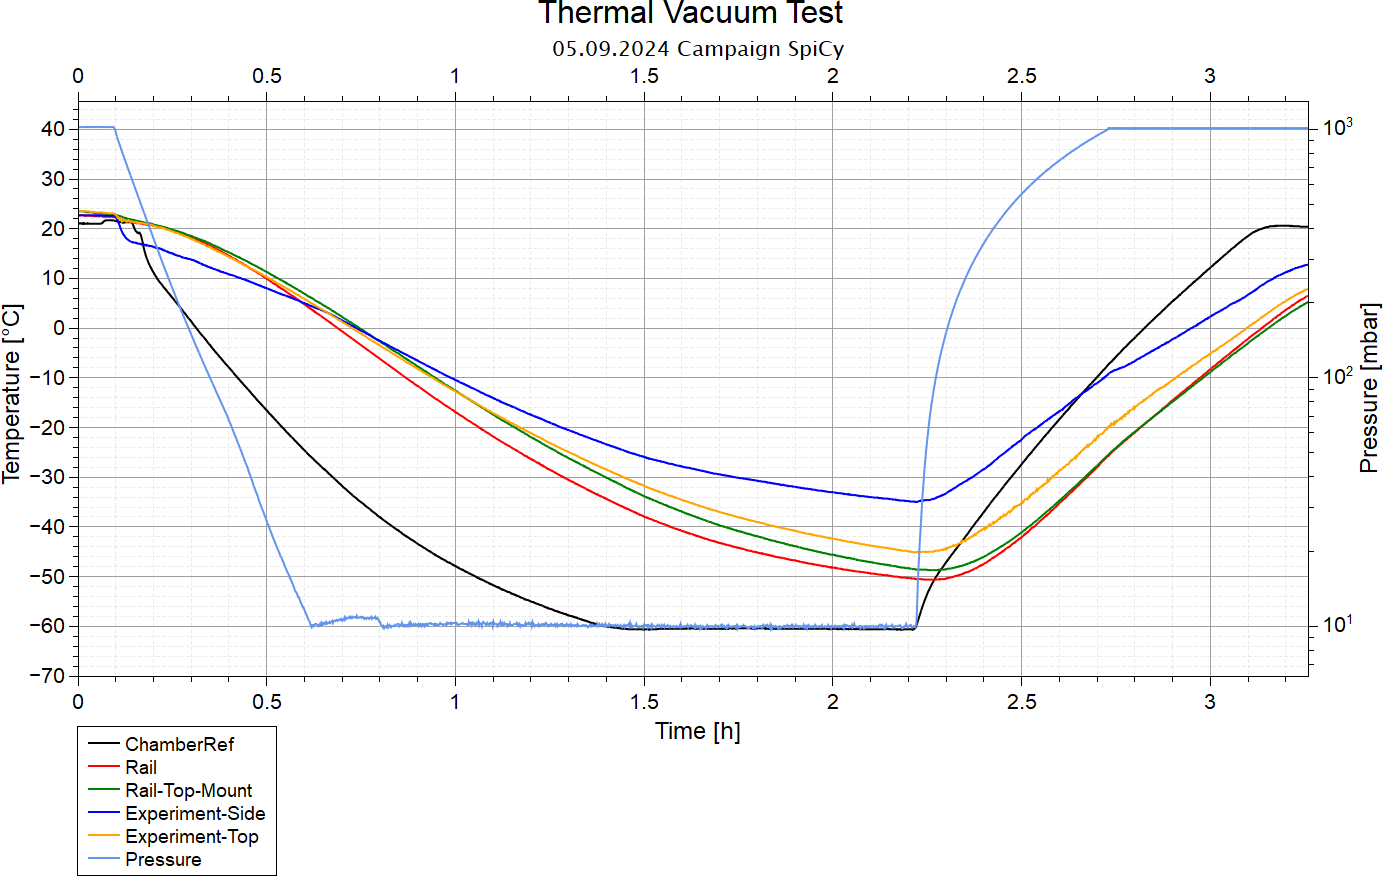 Thermal Vacuum Test
05.09.2024 Campaign SpiCy
0 0.5 1 1.5 2 2.5 3
40
30
20
10
0
−10
−20
−30
−40
−50
−60
−70
Temperature [°C]
10³
10²
10¹
Pressure [mbar]
0 0.5 1 1.5 2 2.5 3
Time [h]
ChamberRef
Rail
Rail-Top-Mount
Experiment-Side
Experiment-Top
Pressure